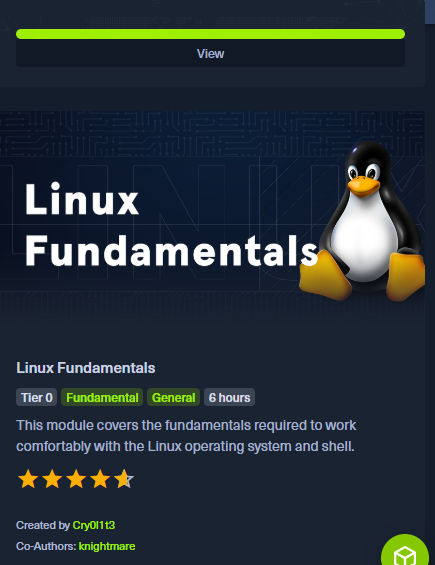 View
Linux
Fundamentals
Linux Fundamentals
Tier 0 Fundamental General 6 hours
This module covers the fundamentals required to work
comfortably with the Linux operating system and shell.
Created by Cry0l1t3
Co-Authors: knightmare